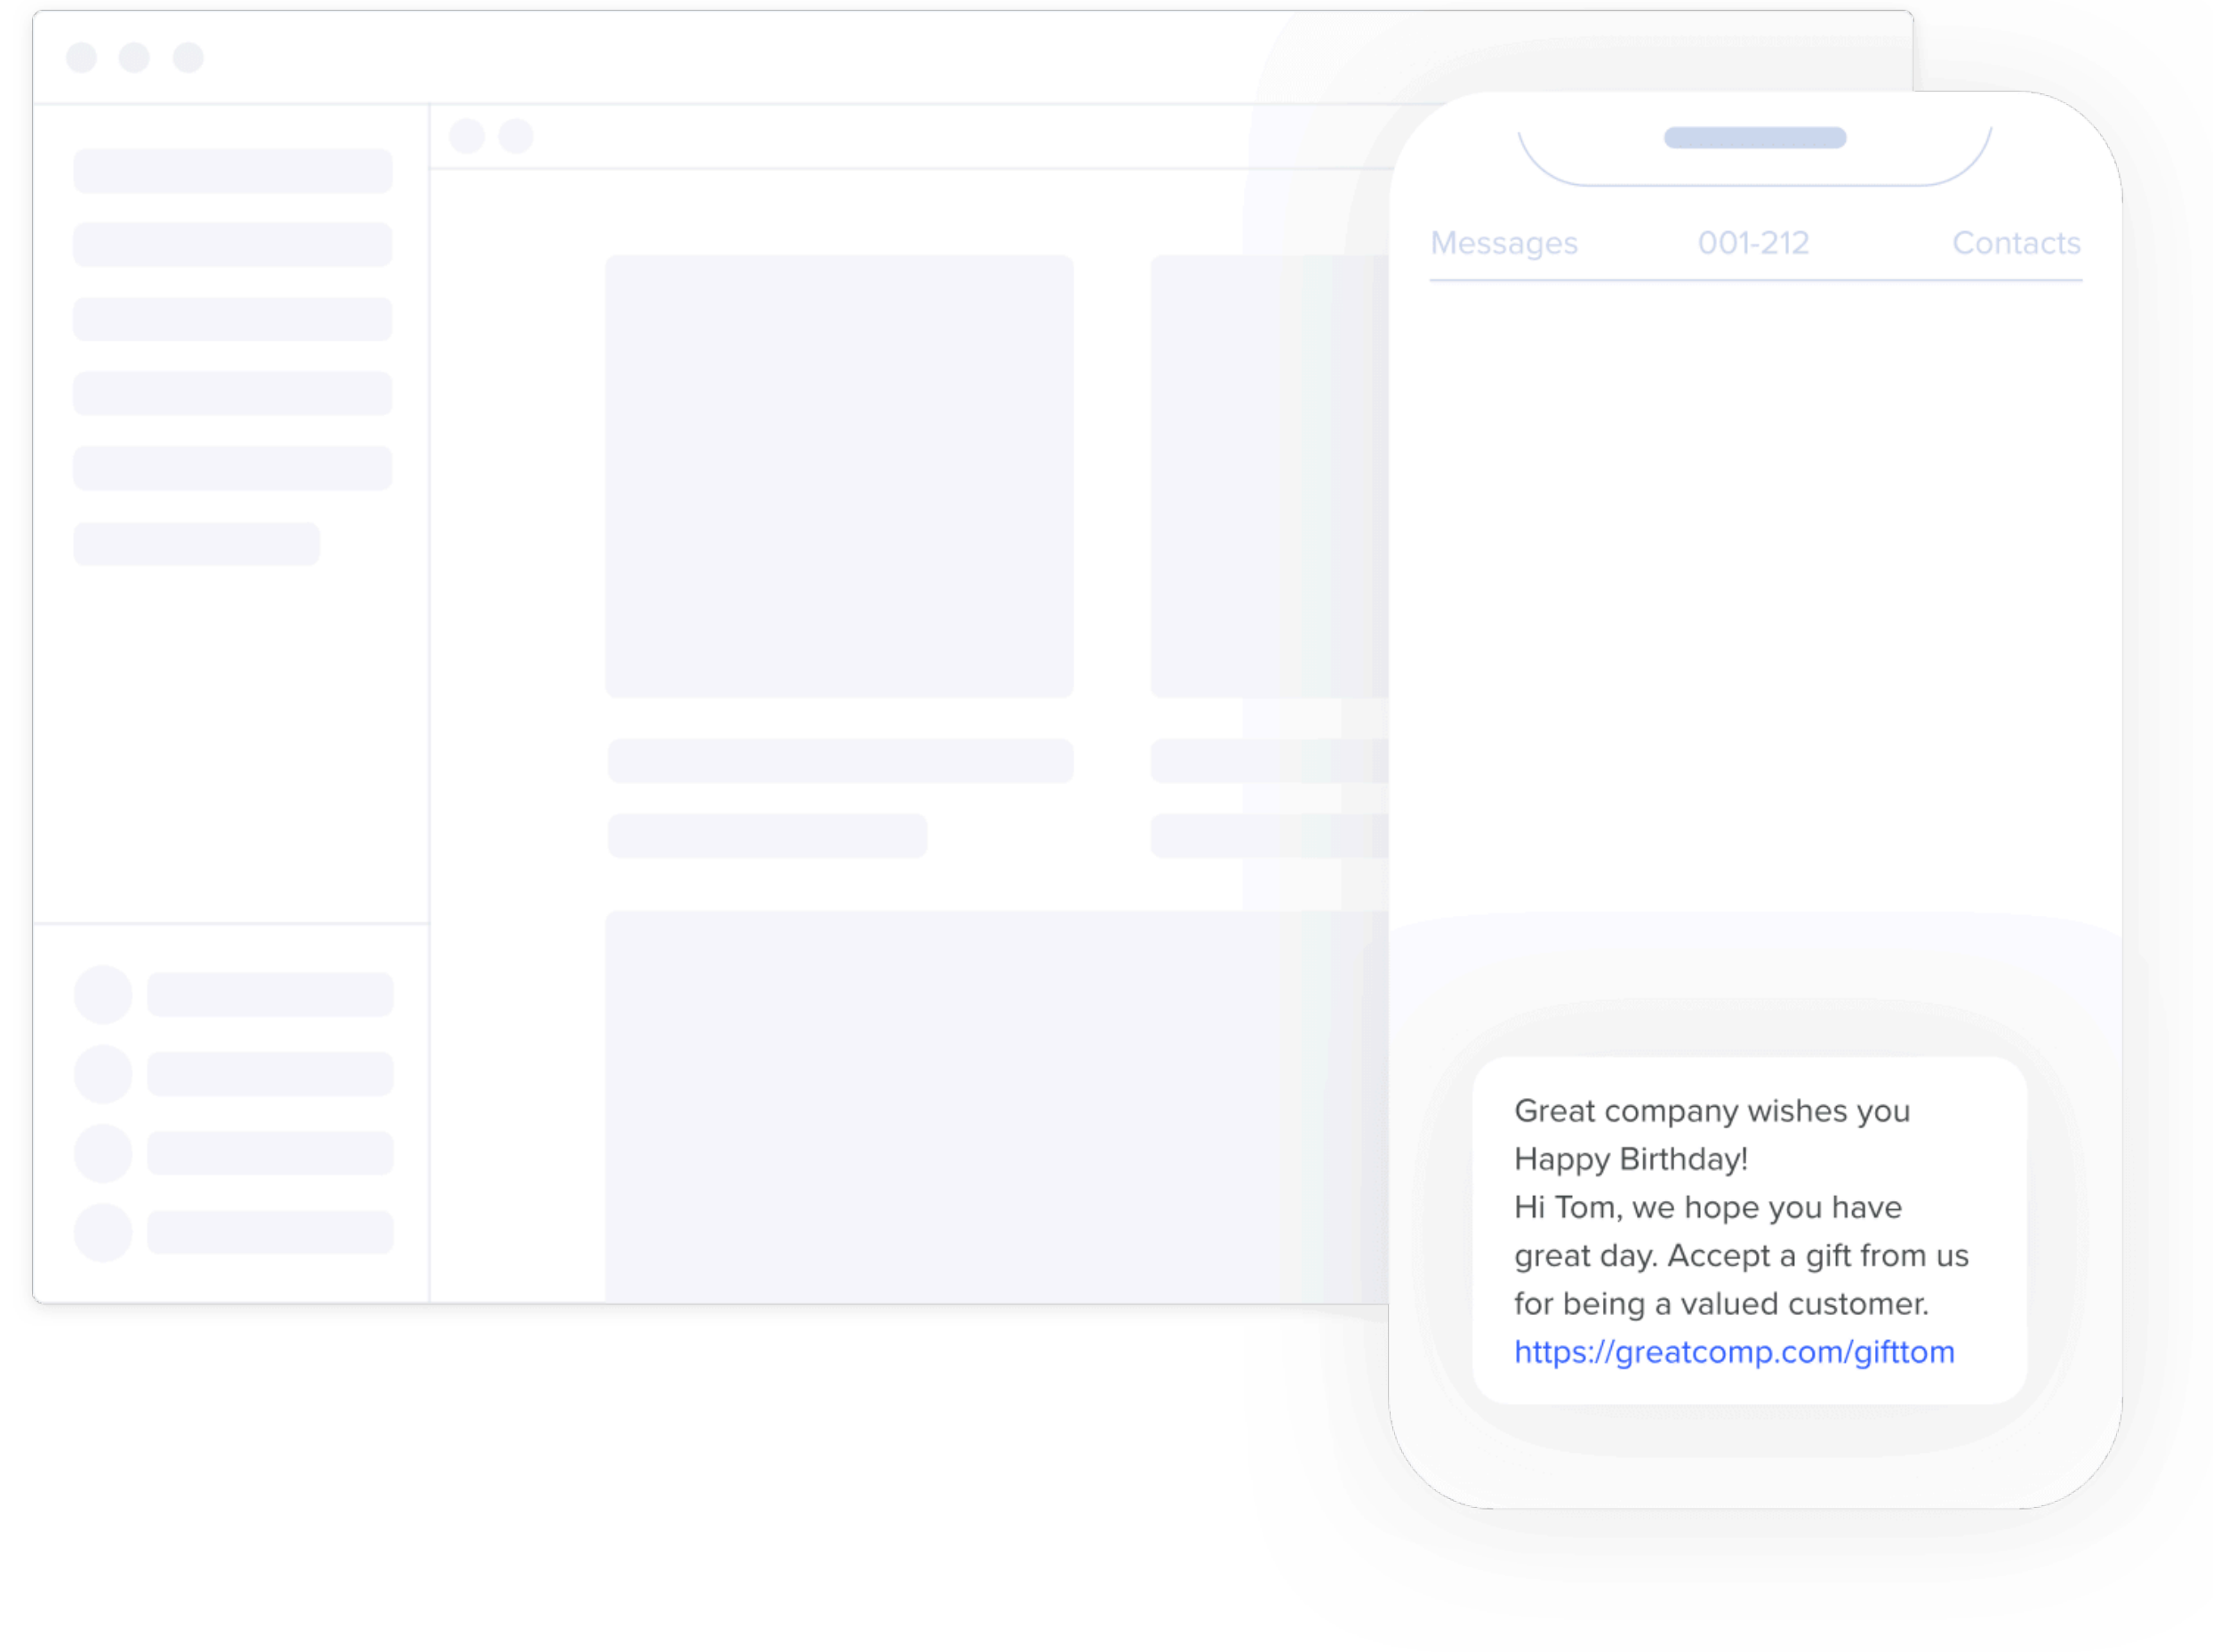 Messages 001-212 Contacts
Great company wishes you
Happy Birthday!
Hi Tom, we hope you have
great day. Accept a gift from us
for being a valued customer.
https://greatcomp.com/gifttom